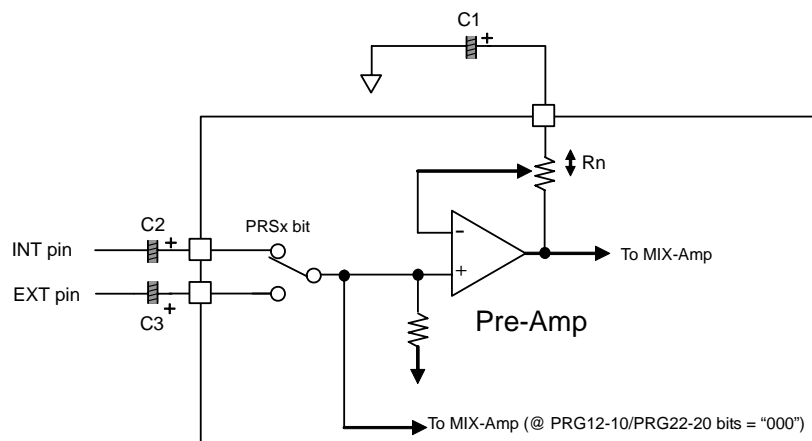 C1
+
Rn
C2
+
PRSx bit
INT pin
-
To MIX-Amp
+
EXT pin
C3
+
Pre-Amp
To MIX-Amp (@ PRG12-10/PRG22-20 bits = “000”)